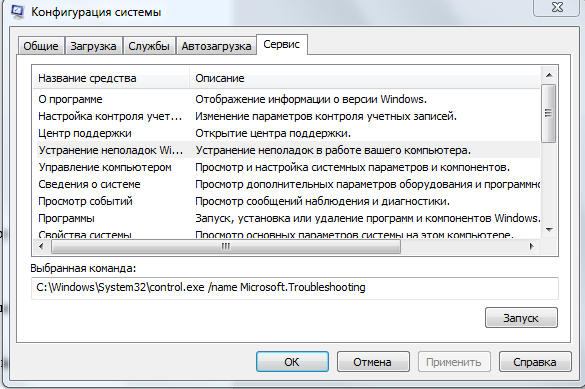 Конфигурация системы
Общие Загрузка Службы Автозагрузка Сервис
Название средства Описание
О программе Отображение информации о версии Windows.
Настройка контроля учет... Изменение параметров контроля учетных записей.
Центр поддержки Открытие центра поддержки.
Устранение неполадок Wi... Устранение неполадок в работе вашего компьютера.
Управление компьютером Просмотр и настройка системных параметров и компонентов.
Сведения о системе Просмотр дополнительных параметров оборудования и программно
Просмотр событий Просмотр сообщений наблюдения и диагностики.
Программы Запуск, установка или удаление программ и компонентов Windows.
Свойства системы Просмотр основных параметров системы на этом компьютере.
Выбранная команда:
C:\Windows\System32\control.exe /name Microsoft.Troubleshooting
Запуск
ОК Отмена Применить Справка